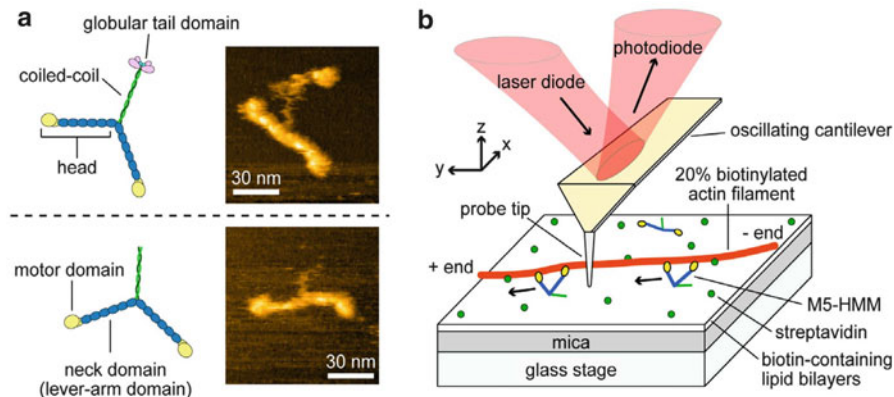 a
globular tail domain
coiled-coil
head
30 nm
motor domain
neck domain
(lever-arm domain)
30 nm
b
photodiode
laser diode
z
x
y
oscillating cantilever
20% biotinylated
actin filament
probe tip
- end
+ end
M5-HMM
streptavidin
mica
biotin-containing
lipid bilayers
glass stage